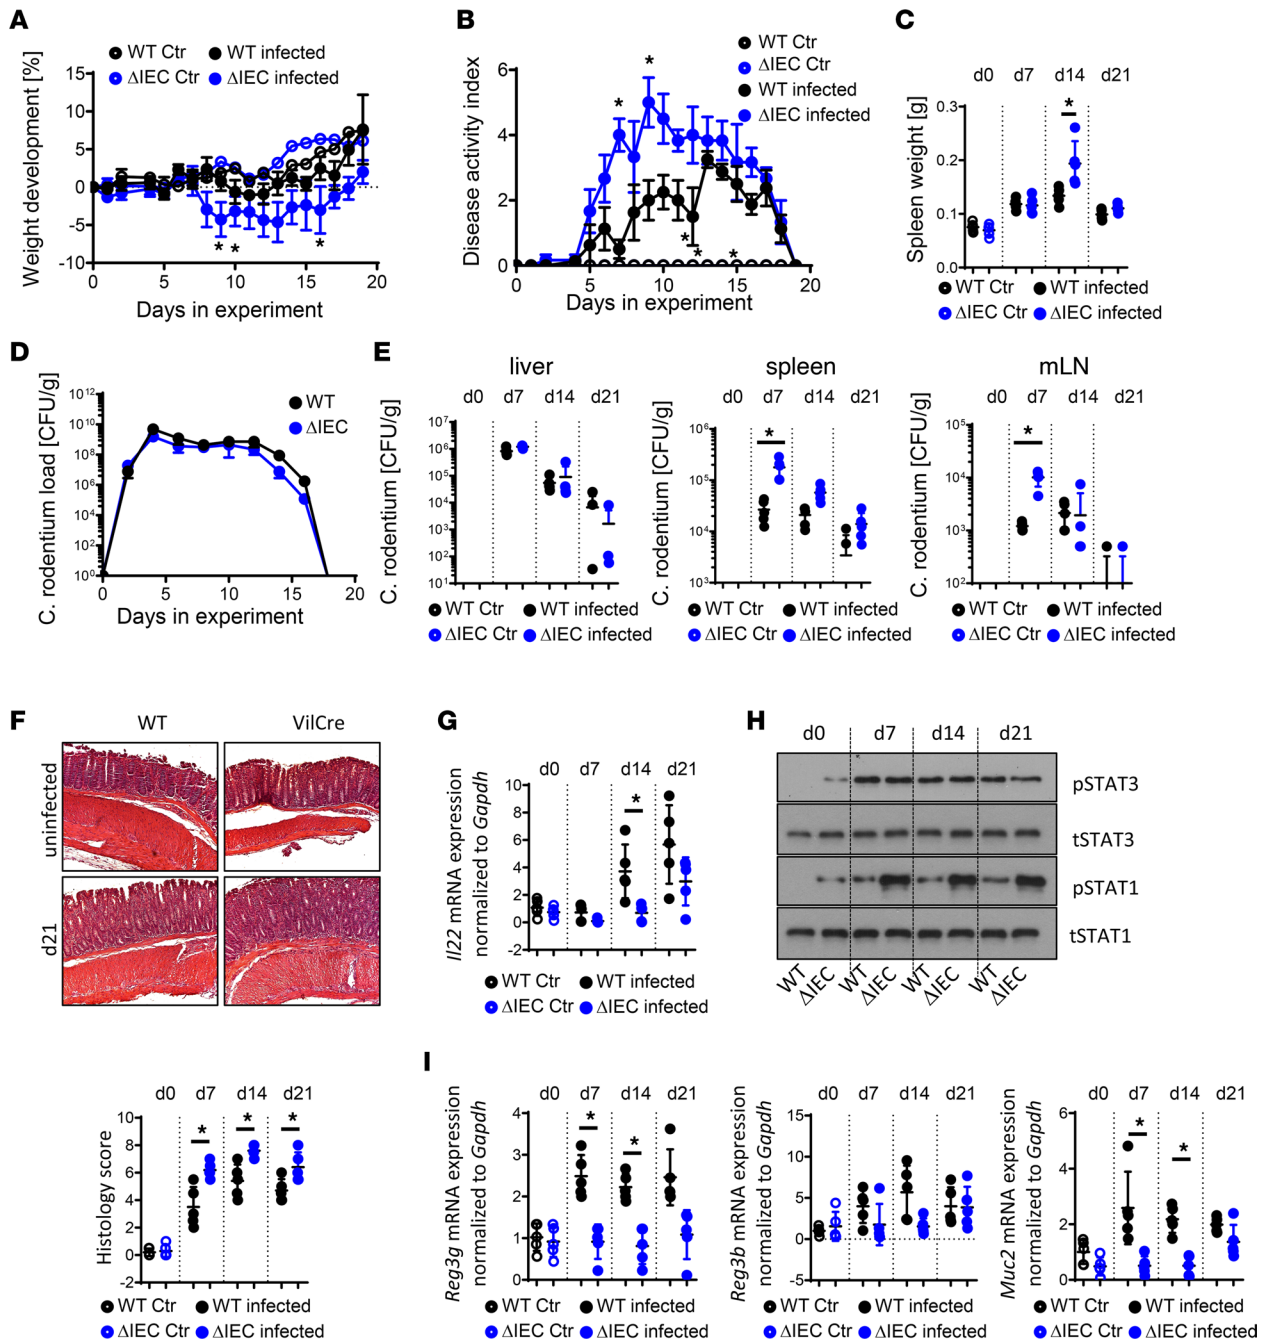 A
WT Ctr
WT infected
ΔIEC Ctr
ΔIEC infected
Weight development [%]
15
10
5
0
-5
-10
* *
*
0
5
10
15
20
Days in experiment
B
WT Ctr
ΔIEC Ctr
WT infected
ΔIEC infected
Disease activity index
6
4
2
0
*
*
*
*
*
0
5
10
15
20
Days in experiment
C
d0
d7
d14
d21
Spleen weight [g]
0.3
0.2
0.1
0.0
*
WT Ctr
WT infected
ΔIEC Ctr
ΔIEC infected
D
C. rodentium load [CFU/g]
10¹²
10¹⁰
10⁸
10⁶
10⁴
10²
10⁰
WT
ΔIEC
0
5
10
15
20
Days in experiment
E
liver
d0
d7
d14
d21
C. rodentium [CFU/g]
10⁷
10⁶
10⁵
10⁴
10³
10²
10¹
WT Ctr
WT infected
ΔIEC Ctr
ΔIEC infected
spleen
d0
d7
d14
d21
C. rodentium [CFU/g]
10⁶
10⁵
10⁴
10³
*
WT Ctr
WT infected
ΔIEC Ctr
ΔIEC infected
mLN
d0
d7
d14
d21
C. rodentium [CFU/g]
10⁵
10⁴
10³
10²
*
WT Ctr
WT infected
ΔIEC Ctr
ΔIEC infected
F
WT
VilCre
uninfected
d21
d0
d7
d14
d21
Histology score
10
8
6
4
2
0
-2
*
*
*
WT Ctr
WT infected
ΔIEC Ctr
ΔIEC infected
G
d0
d7
d14
d21
Il22 mRNA expression
normalized to Gapdh
10
8
6
4
2
0
-2
*
WT Ctr
WT infected
ΔIEC Ctr
ΔIEC infected
H
d0
d7
d14
d21
pSTAT3
tSTAT3
pSTAT1
tSTAT1
WT
ΔIEC
WT
ΔIEC
WT
ΔIEC
WT
ΔIEC
I
d0
d7
d14
d21
Reg3g mRNA expression
normalized to Gapdh
4
3
2
1
0
*
*
WT Ctr
WT infected
ΔIEC Ctr
ΔIEC infected
d0
d7
d14
d21
Reg3b mRNA expression
normalized to Gapdh
15
10
5
0
-5
WT Ctr
WT infected
ΔIEC Ctr
ΔIEC infected
d0
d7
d14
d21
Muc2 mRNA expression
normalized to Gapdh
6
4
2
0
*
*
WT Ctr
WT infected
ΔIEC Ctr
ΔIEC infected